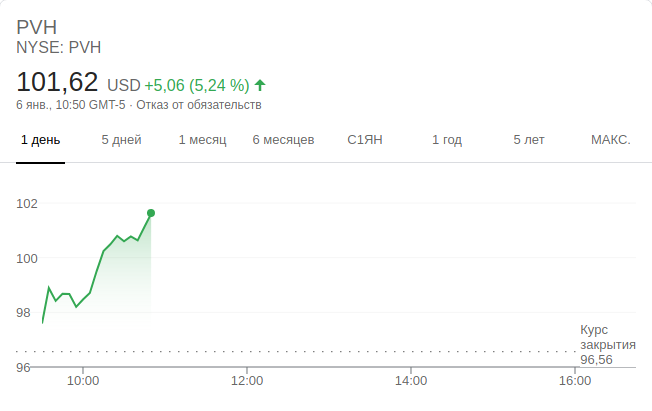 PVH
NYSE: PVH
101,62 USD +5,06 (5,24 %)
6 янв., 10:50 GMT-5 · Отказ от обязательств
1 день 5 дней 1 месяц 6 месяцев С1ЯН 1 год 5 лет МАКС.
102
100
98
96
Курс
закрытия
96,56
10:00 12:00 14:00 16:00